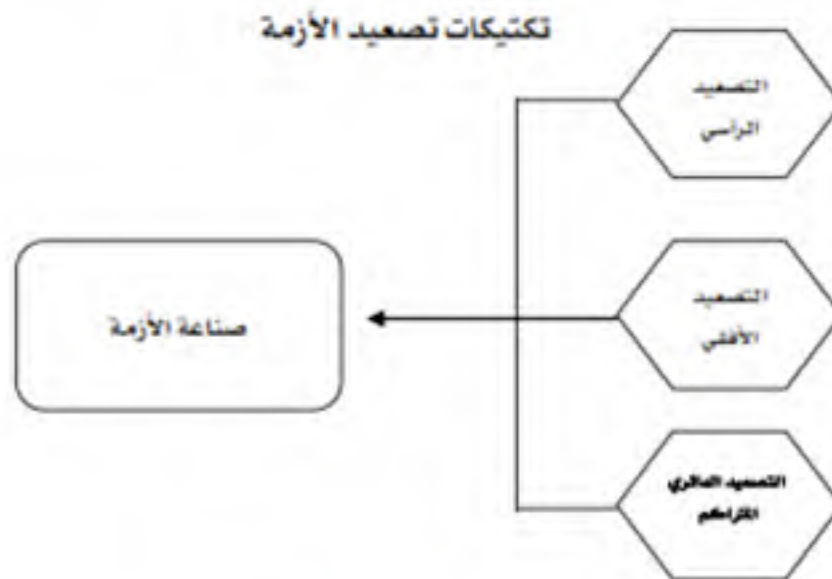 تكتيكات تصعيد الأزمة
التصعيد
الرأسي
التصعيد
الأفقي
صناعة الأزمة
التصعيد الدائري
المتراكم